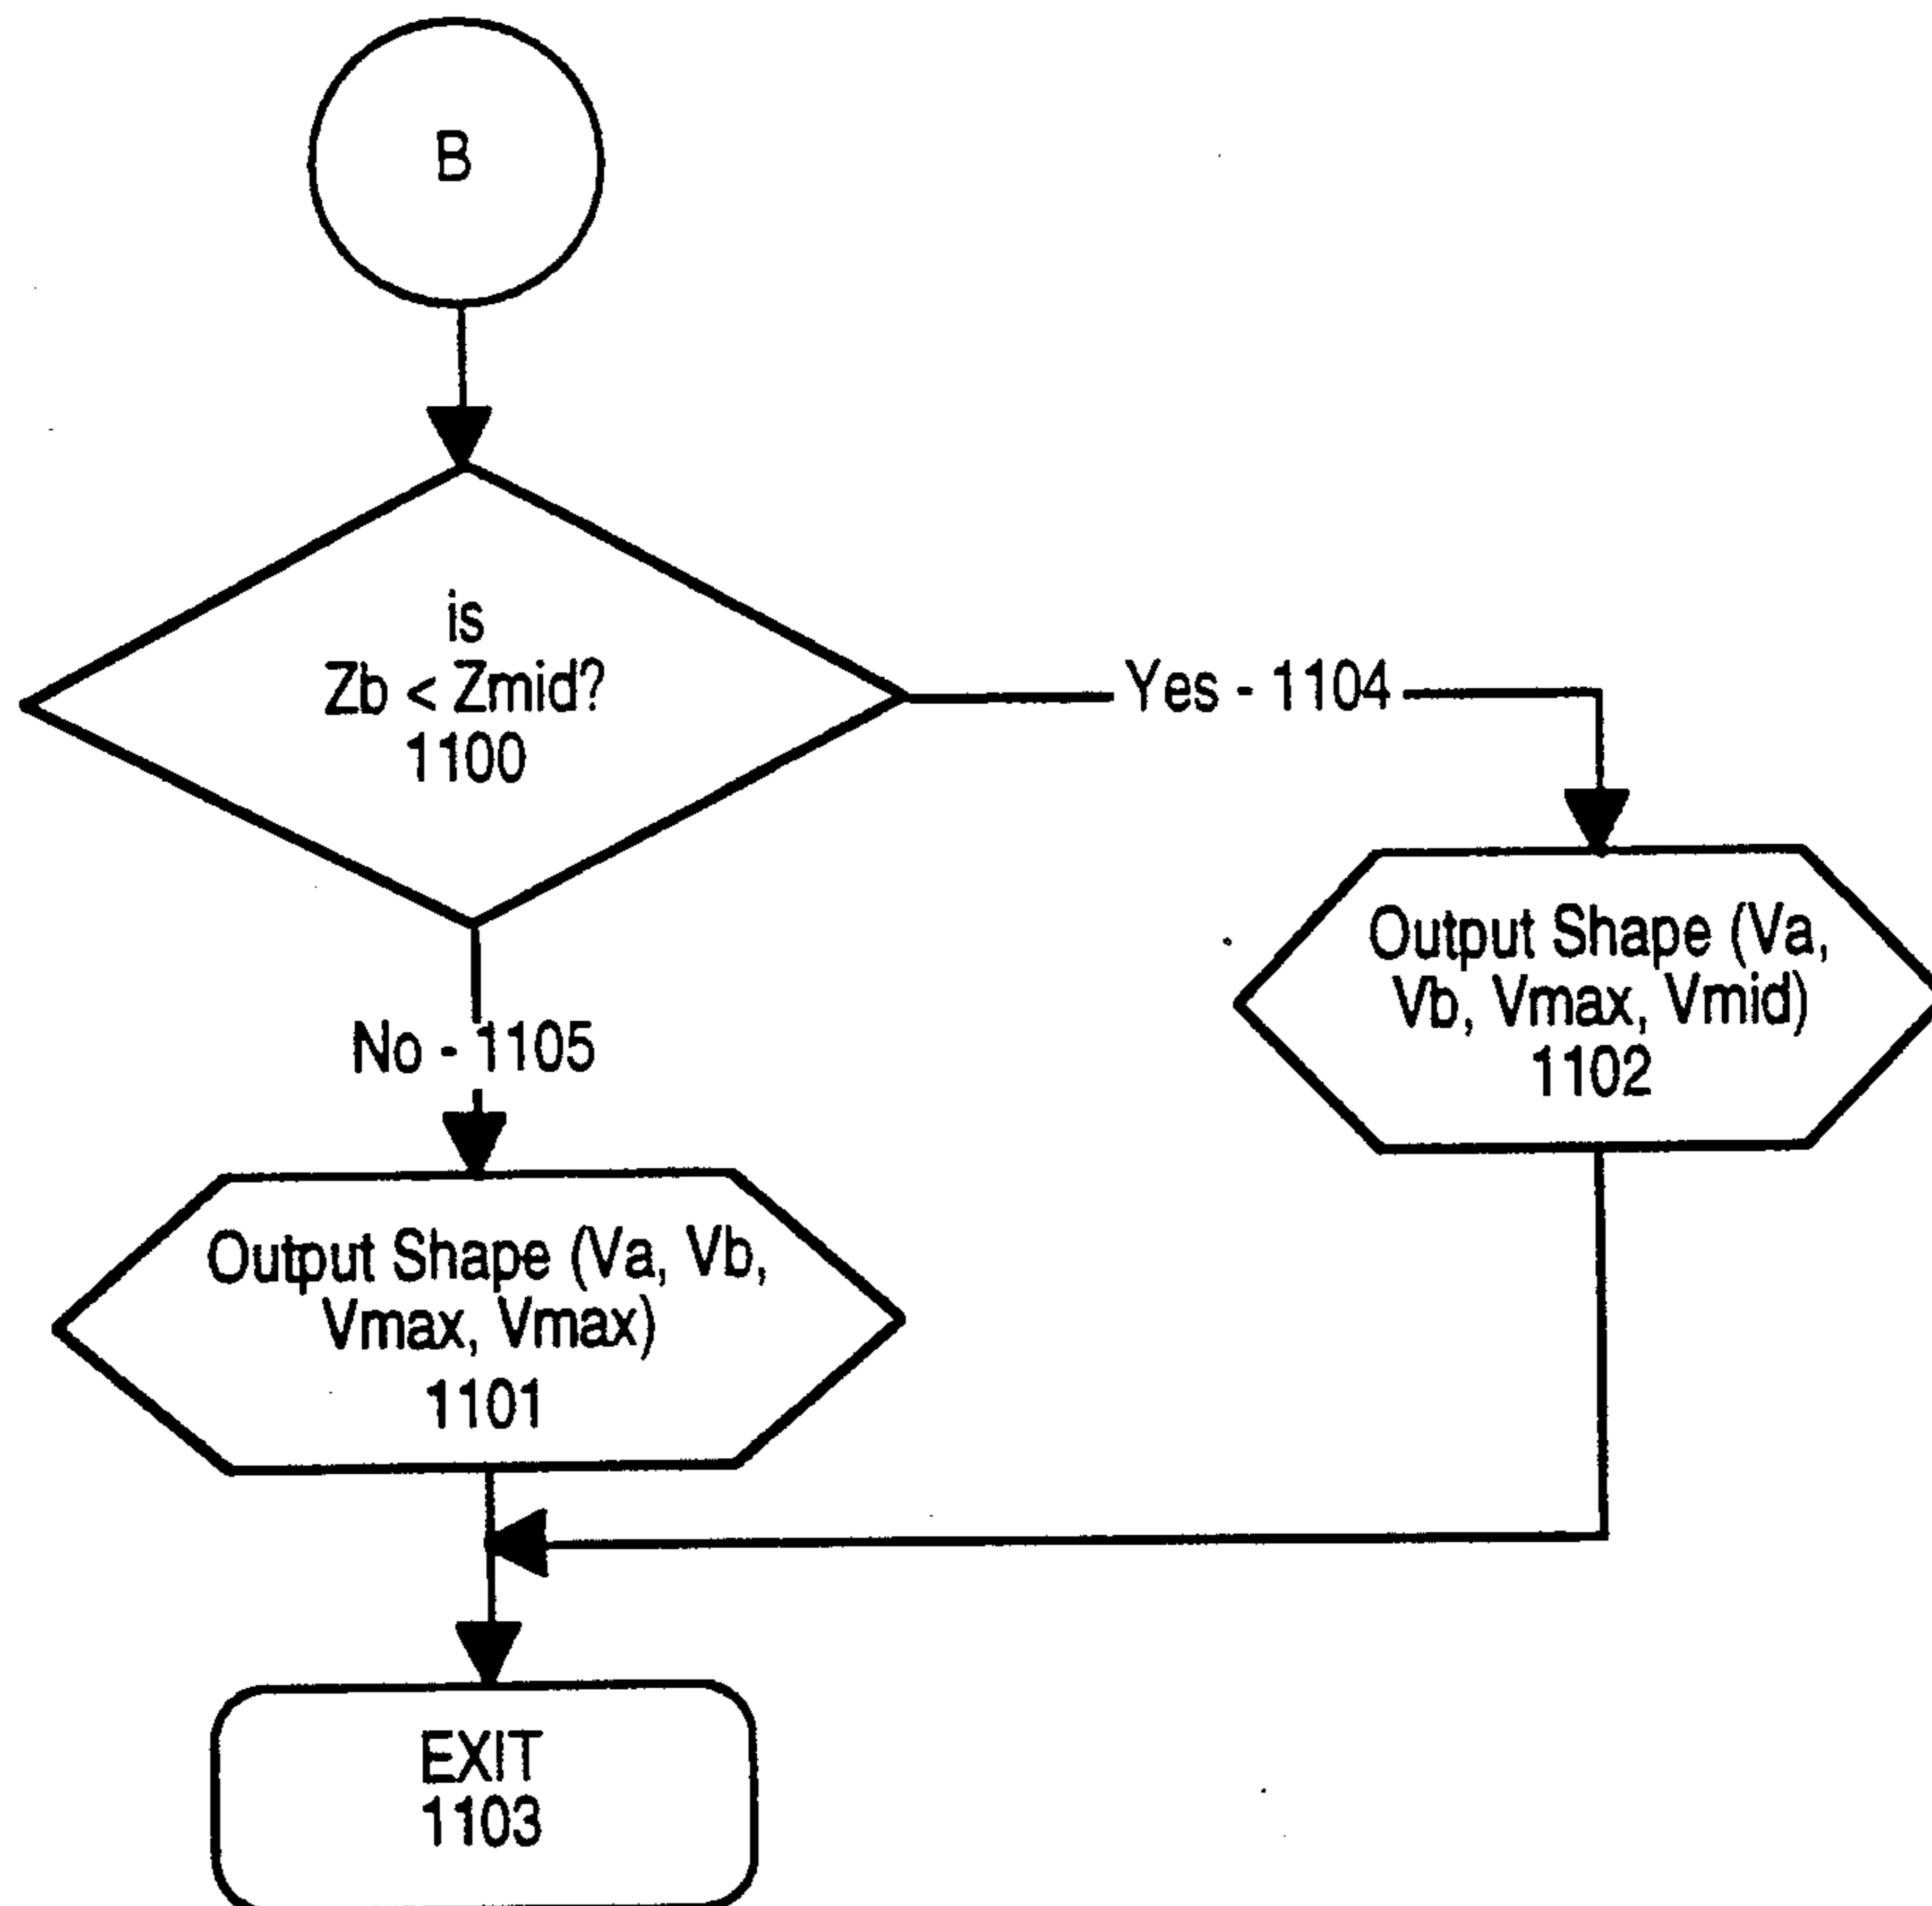 B
is
Zb < Zmid?
1100
Yes - 1104
Output Shape (Va,
Vb, Vmax, Vmid)
1102
No - 1105
Output Shape (Va, Vb,
Vmax, Vmax)
1101
EXIT
1103